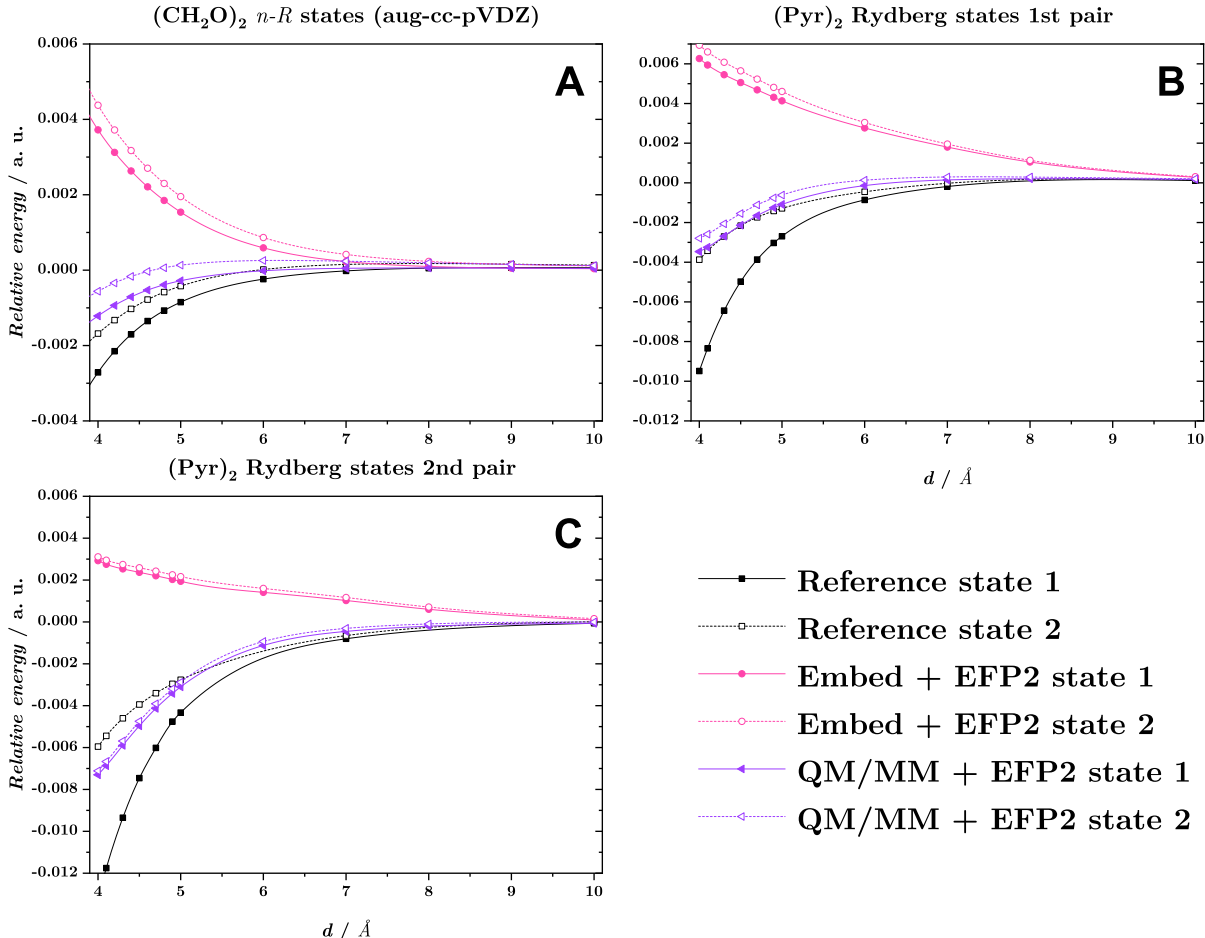 (CH₂O)₂ n-R states (aug-cc-pVDZ)
A
Relative energy / a. u.
0.006
0.004
0.002
0.000
-0.002
-0.004
4 5 6 7 8 9 10
(Pyr)₂ Rydberg states 1st pair
B
0.006
0.004
0.002
0.000
-0.002
-0.004
-0.006
-0.008
-0.010
-0.012
4 5 6 7 8 9 10
d / Å
(Pyr)₂ Rydberg states 2nd pair
C
Relative energy / a. u.
0.006
0.004
0.002
0.000
-0.002
-0.004
-0.006
-0.008
-0.010
-0.012
4 5 6 7 8 9 10
d / Å
Reference state 1
Reference state 2
Embed + EFP2 state 1
Embed + EFP2 state 2
QM/MM + EFP2 state 1
QM/MM + EFP2 state 2